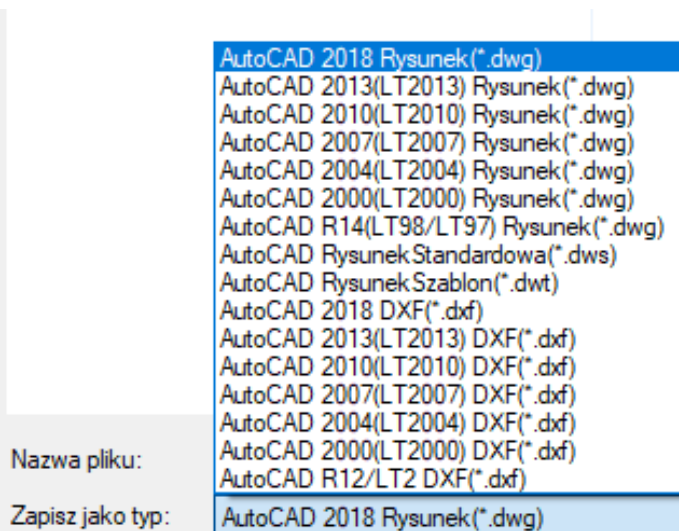 AutoCAD 2018 Rysunek(*.dwg)
AutoCAD 2013(LT2013) Rysunek(*.dwg)
AutoCAD 2010(LT2010) Rysunek(*.dwg)
AutoCAD 2007(LT2007) Rysunek(*.dwg)
AutoCAD 2004(LT2004) Rysunek(*.dwg)
AutoCAD 2000(LT2000) Rysunek(*.dwg)
AutoCAD R14(LT98/LT97) Rysunek(*.dwg)
AutoCAD RysunekStandardowa(*.dws)
AutoCAD RysunekSzablon(*.dwt)
AutoCAD 2018 DXF(*.dxf)
AutoCAD 2013(LT2013) DXF(*.dxf)
AutoCAD 2010(LT2010) DXF(*.dxf)
AutoCAD 2007(LT2007) DXF(*.dxf)
AutoCAD 2004(LT2004) DXF(*.dxf)
AutoCAD 2000(LT2000) DXF(*.dxf)
AutoCAD R12/LT2 DXF(*.dxf)
Nazwa pliku:
Zapisz jako typ: AutoCAD 2018 Rysunek(*.dwg)